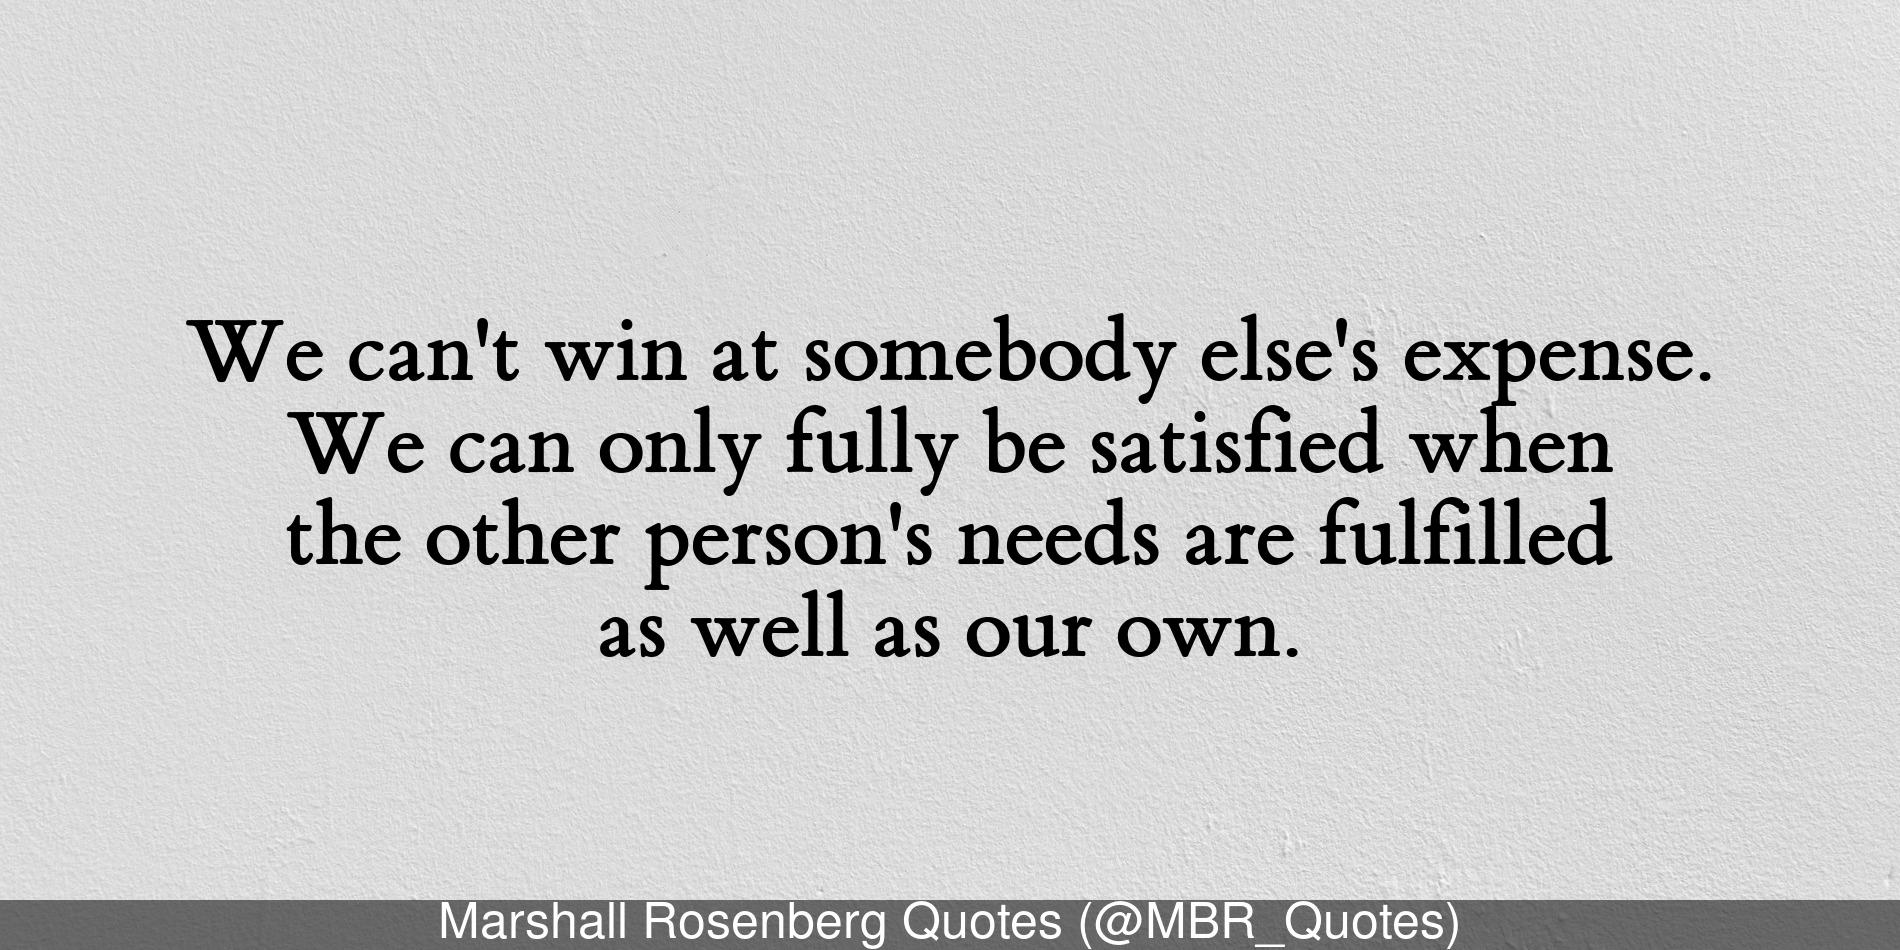 We can't win at somebody else's expense.
We can only fully be satisfied when
the other person's needs are fulfilled
as well as our own.
Marshall Rosenberg Quotes (@MBR_Quotes)